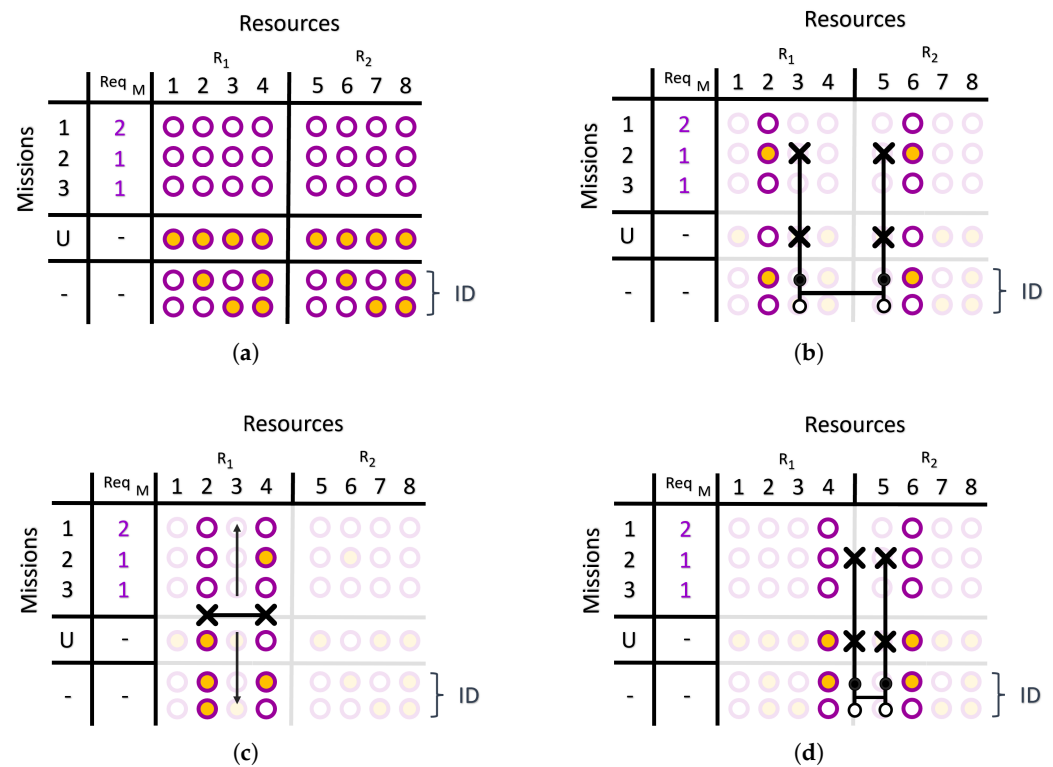 Resources
R1 R2
Req M 1 2 3 4 5 6 7 8
Missions
1 2
2 1
3 1
U -
- - ID
(a)
Resources
R1 R2
Req M 1 2 3 4 5 6 7 8
Missions
1 2
2 1
3 1
U -
- - ID
(b)
Resources
R1 R2
Req M 1 2 3 4 5 6 7 8
Missions
1 2
2 1
3 1
U -
- - ID
(c)
Resources
R1 R2
Req M 1 2 3 4 5 6 7 8
Missions
1 2
2 1
3 1
U -
- - ID
(d)